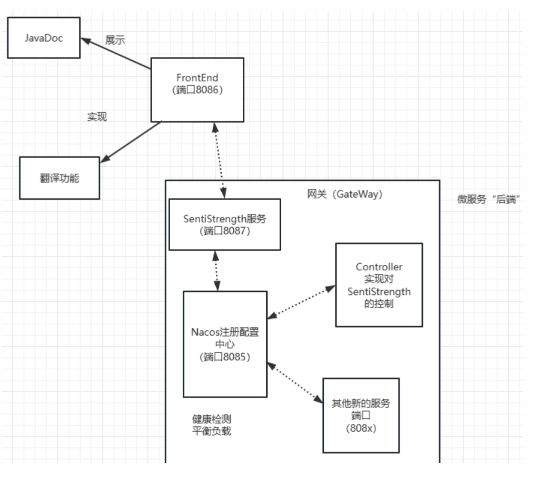 JavaDoc
展示
FrontEnd
（端口8086）
实现
翻译功能
网关（GateWay）
微服务“后端”
SentiStrength服务
（端口8087）
Controller
实现对
SentiStrength
的控制
Nacos注册配置
中心
（端口8085）
其他新的服务
端口
（808x）
健康检测
平衡负载